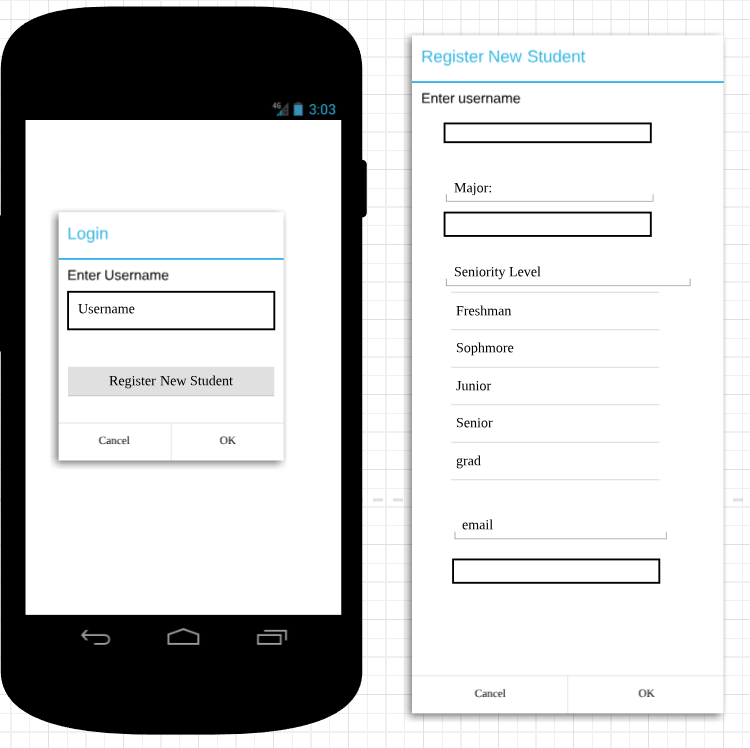 4G 3:03
Login
Enter Username
Username
Register New Student
Cancel OK
Register New Student
Enter username
Major:
Seniority Level
Freshman
Sophmore
Junior
Senior
grad
email
Cancel OK